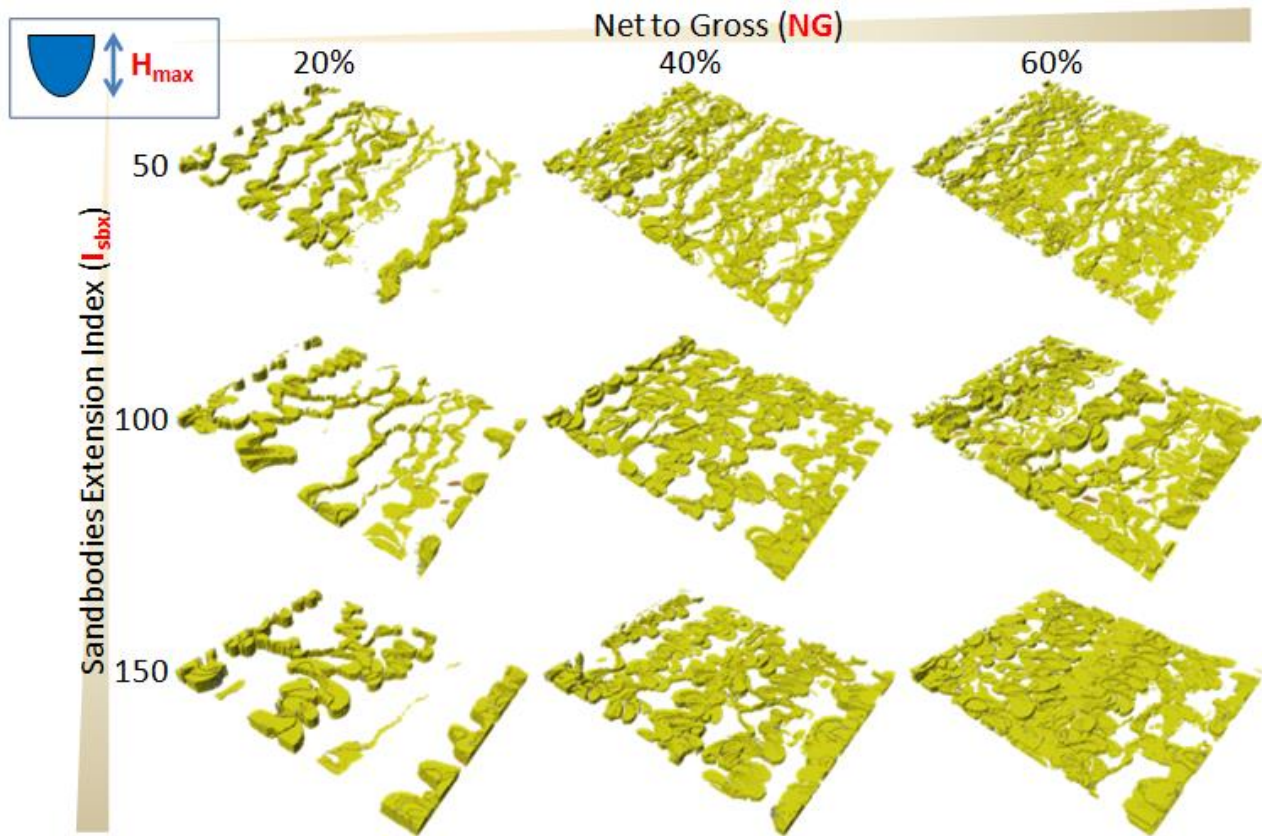 Net to Gross (NG)
Hmax
20%
40%
60%
50
100
150
Sandbodies Extension Index (Isbx)